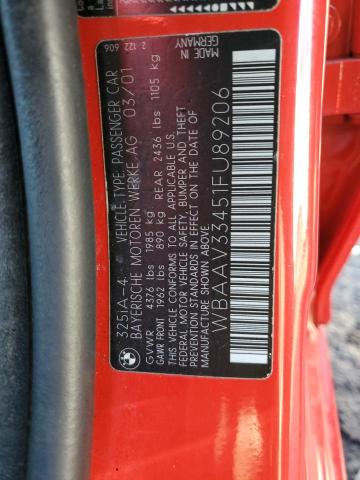 325iA-4 VEHICLE TYPE: PASSENGER CAR
BAYERISCHE MOTOREN WERKE AG 03/01
GVWR 4376 lbs 1985 kg
GAWR FRONT 1962 lbs 890 kg REAR 2436 lbs 1105 kg
THIS VEHICLE CONFORMS TO ALL APPLICABLE
FEDERAL MOTOR VEHICLE SAFETY, BUMPER AND THEFT
PREVENTION STANDARDS IN EFFECT ON THE DATE OF
MANUFACTURE SHOWN ABOVE.
WBAAV33451FU89206
MADE IN
GERMANY
2 122 606